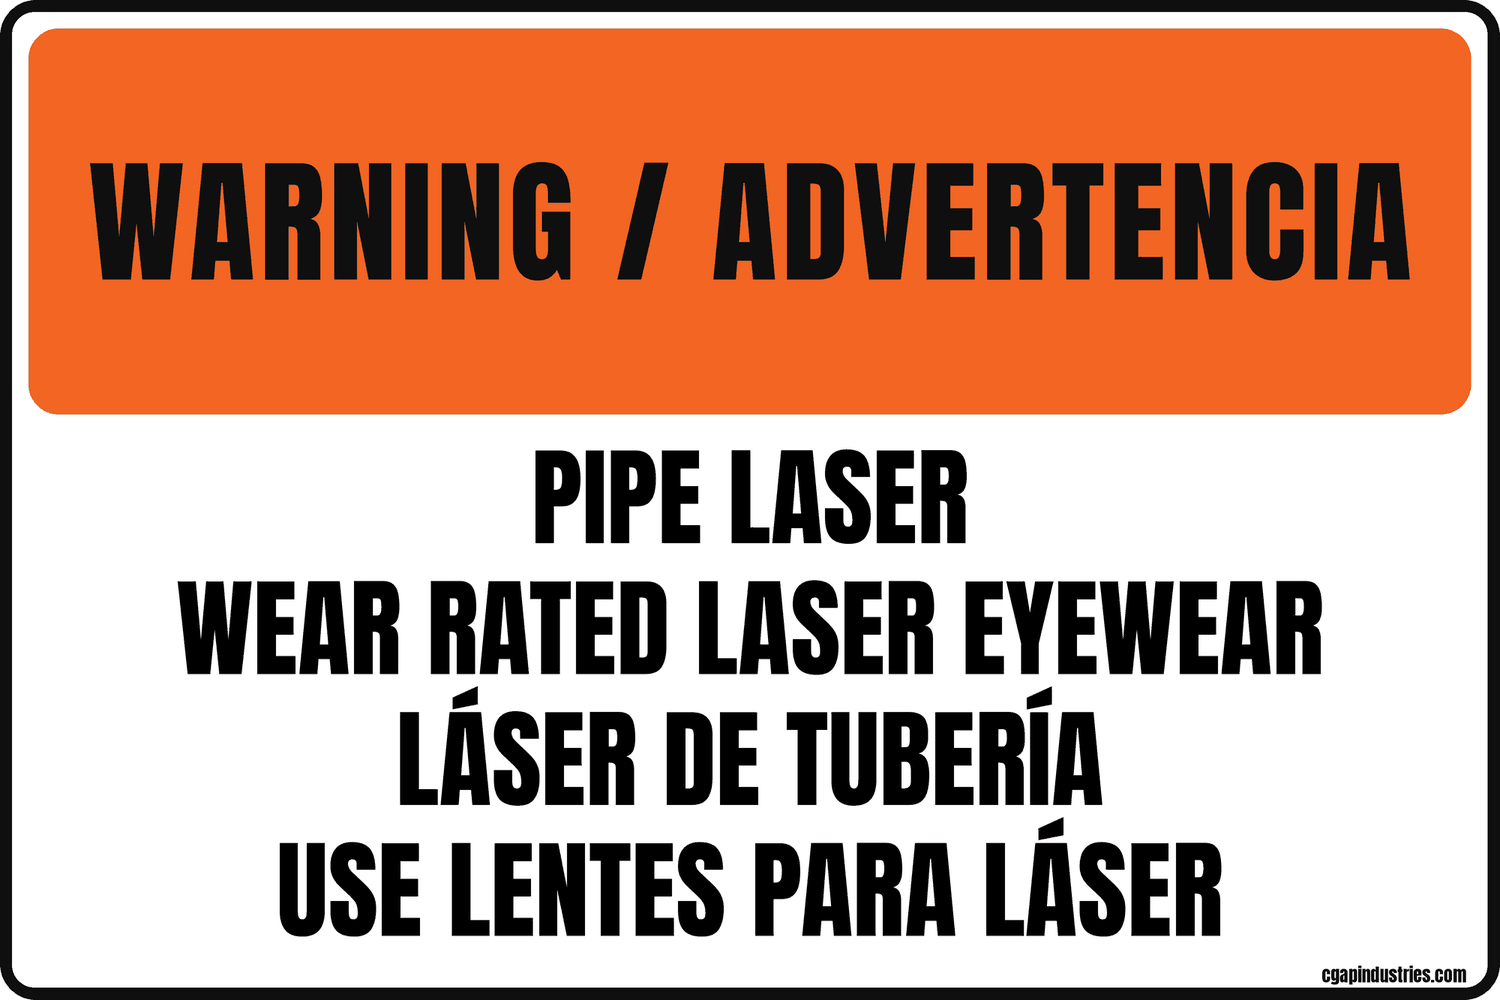 WARNING / ADVERTENCIA
PIPE LASER
WEAR RATED LASER EYEWEAR
LÁSER DE TUBERÍA
USE LENTES PARA LÁSER
cgapindustries.com